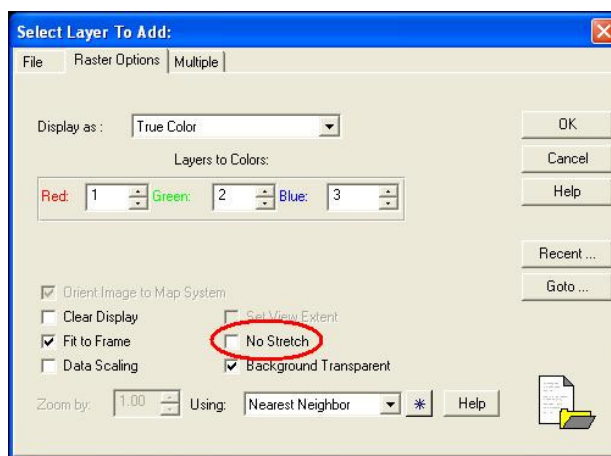 Select Layer To Add:
File Raster Options Multiple
Display as : True Color OK
Layers to Colors: Cancel
Red: 1 Green: 2 Blue: 3 Help
Recent ...
Orient Image to Map System Goto ...
Clear Display Set View Extent
Fit to Frame No Stretch
Data Scaling Background Transparent
Zoom by: 1.00 Using: Nearest Neighbor * Help